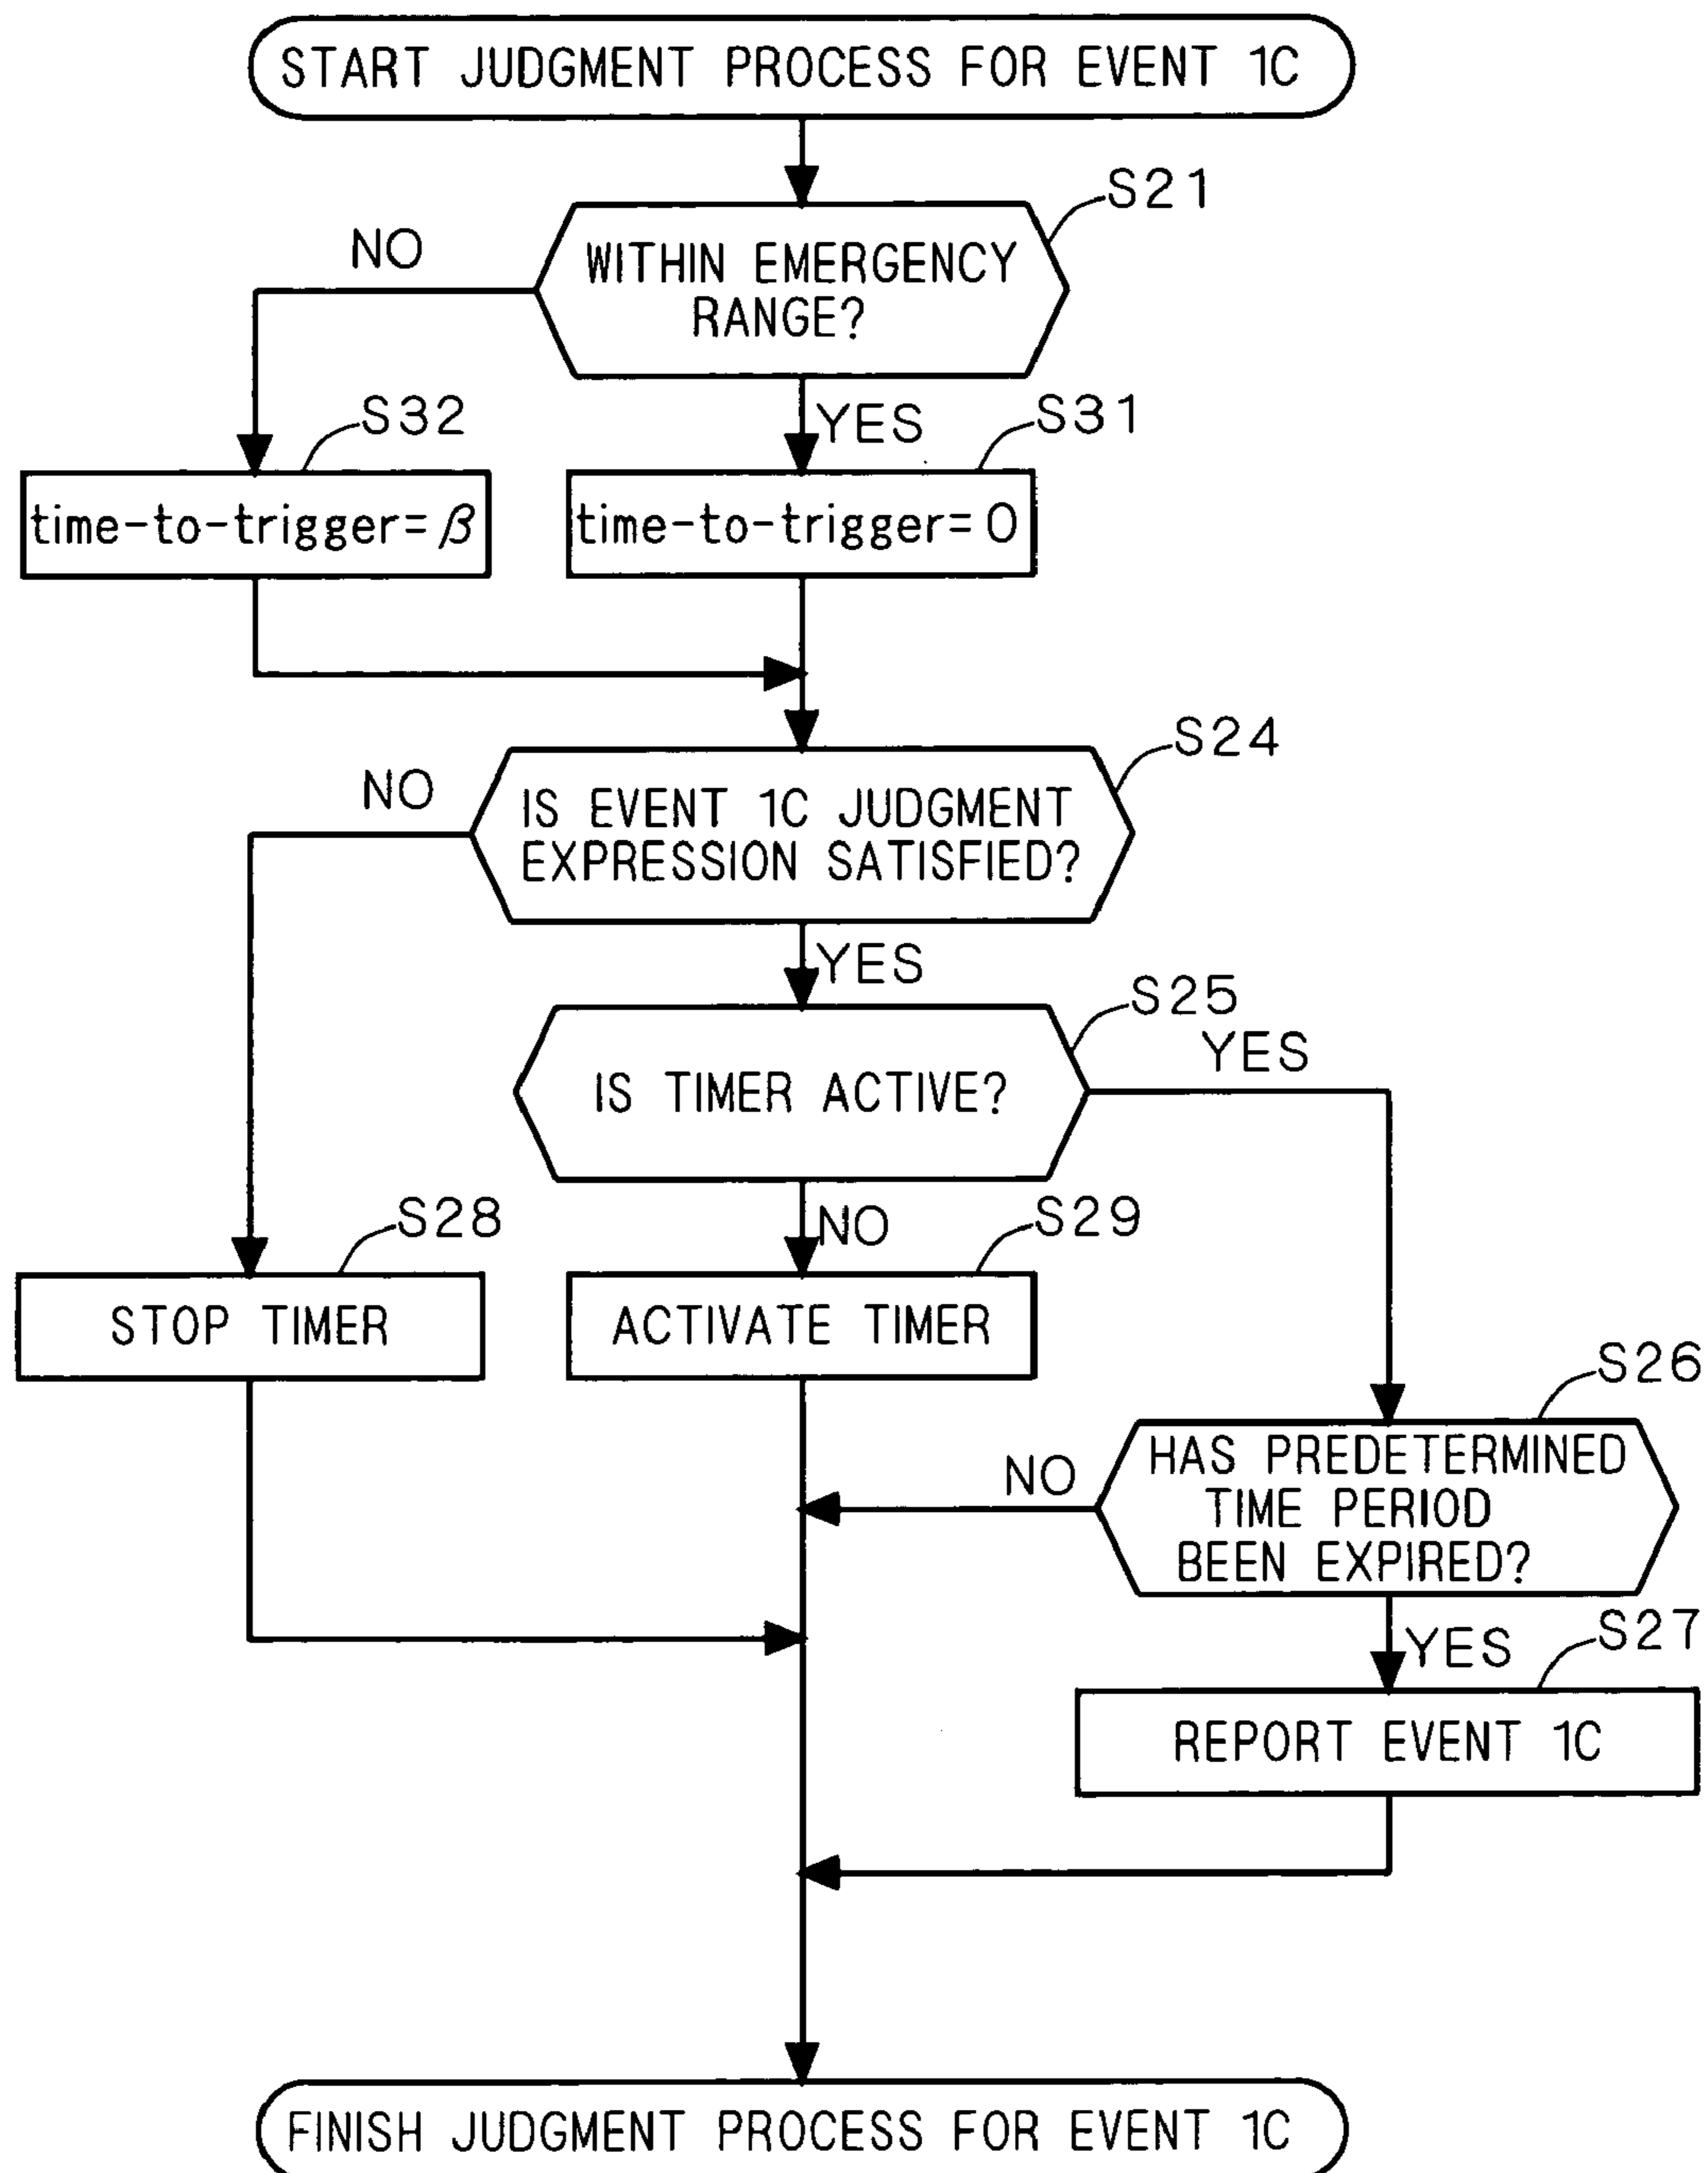 START JUDGMENT PROCESS FOR EVENT 1C
S21
NO
WITHIN EMERGENCY
RANGE?
S32
YES
S31
time-to-trigger=β
time-to-trigger=0
S24
NO
IS EVENT 1C JUDGMENT
EXPRESSION SATISFIED?
YES
S25
YES
IS TIMER ACTIVE?
S28
NO
S29
STOP TIMER
ACTIVATE TIMER
S26
NO
HAS PREDETERMINED
TIME PERIOD
BEEN EXPIRED?
YES
S27
REPORT EVENT 1C
FINISH JUDGMENT PROCESS FOR EVENT 1C